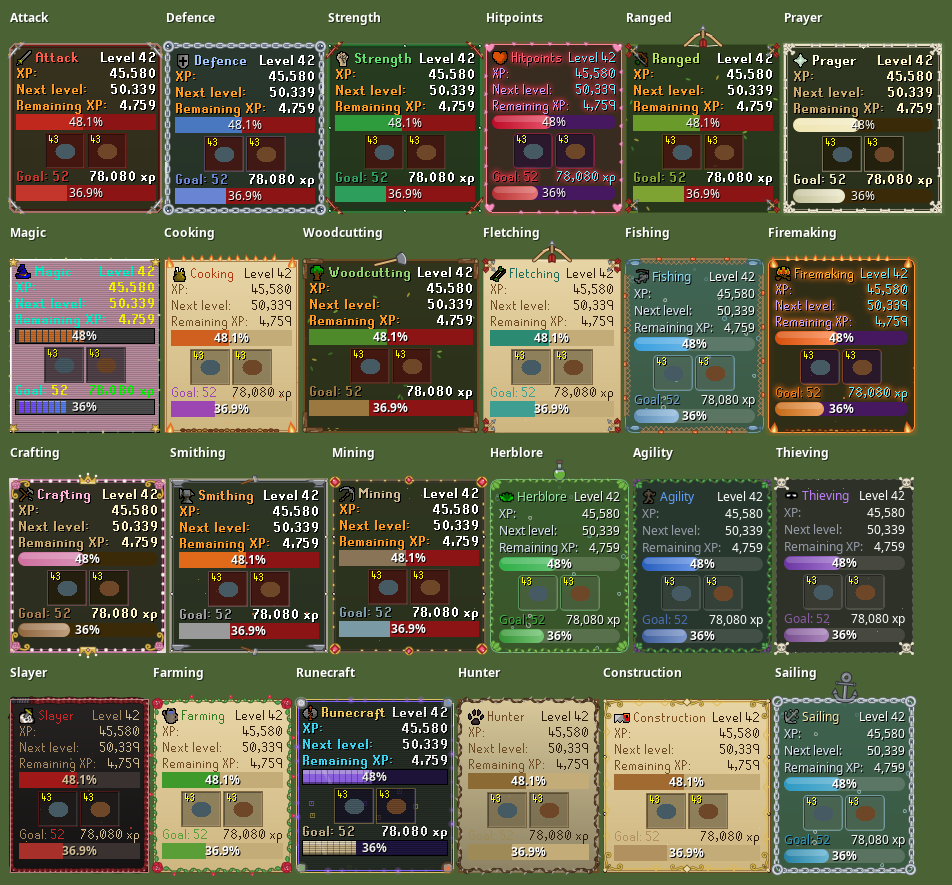 Attack Defence Strength Hitpoints Ranged Prayer
Attack Level 42
XP: 45,580
Next level: 50,339
Remaining XP: 4,759
48.1%
43 43
Goal: 52 78,080 xp
36.9%
Defence Level 42
XP: 45,580
Next level: 50,339
Remaining XP: 4,759
48.1%
43 43
Goal: 52 78,080 xp
36.9%
Strength Level 42
XP: 45,580
Next level: 50,339
Remaining XP: 4,759
48.1%
43 43
Goal: 52 78,080 xp
36.9%
Hitpoints Level 42
XP: 45,580
Next level: 50,339
Remaining XP: 4,759
48%
43 43
Goal: 52 78,080 xp
36%
Ranged Level 42
XP: 45,580
Next level: 50,339
Remaining XP: 4,759
48.1%
43 43
Goal: 52 78,080 xp
36.9%
Prayer Level 42
XP: 45,580
Next level: 50,339
Remaining XP: 4,759
48%
43 43
Goal: 52 78,080 xp
36%
Magic Cooking Woodcutting Fletching Fishing Firemaking
Magic Level 42
XP: 45,580
Next level: 50,339
Remaining XP: 4,759
48%
43 43
Goal: 52 78,080 xp
36%
Cooking Level 42
XP: 45,580
Next level: 50,339
Remaining XP: 4,759
48.1%
43 43
Goal: 52 78,080 xp
36.9%
Woodcutting Level 42
XP: 45,580
Next level: 50,339
Remaining XP: 4,759
48.1%
43 43
Goal: 52 78,080 xp
36.9%
Fletching Level 42
XP: 45,580
Next level: 50,339
Remaining XP: 4,759
48.1%
43 43
Goal: 52 78,080 xp
36.9%
Fishing Level 42
XP: 45,580
Next level: 50,339
Remaining XP: 4,759
48%
43 43
Goal: 52 78,080 xp
36%
Firemaking Level 42
XP: 45,580
Next level: 50,339
Remaining XP: 4,759
48%
43 43
Goal: 52 78,080 xp
36%
Crafting Smithing Mining Herblore Agility Thieving
Crafting Level 42
XP: 45,580
Next level: 50,339
Remaining XP: 4,759
48%
43 43
Goal: 52 78,080 xp
36%
Smithing Level 42
XP: 45,580
Next level: 50,339
Remaining XP: 4,759
48.1%
43 43
Goal: 52 78,080 xp
36.9%
Mining Level 42
XP: 45,580
Next level: 50,339
Remaining XP: 4,759
48.1%
43 43
Goal: 52 78,080 xp
36.9%
Herblore Level 42
XP: 45,580
Next level: 50,339
Remaining XP: 4,759
48%
43 43
Goal: 52 78,080 xp
36%
Agility Level 42
XP: 45,580
Next level: 50,339
Remaining XP: 4,759
48%
43 43
Goal: 52 78,080 xp
36%
Thieving Level 42
XP: 45,580
Next level: 50,339
Remaining XP: 4,759
48%
43 43
Goal: 52 78,080 xp
36%
Slayer Farming Runecraft Hunter Construction Sailing
Slayer Level 42
XP: 45,580
Next level: 50,339
Remaining XP: 4,759
48.1%
43 43
Goal: 52 78,080 xp
36.9%
Farming Level 42
XP: 45,580
Next level: 50,339
Remaining XP: 4,759
48.1%
43 43
Goal: 52 78,080 xp
36.9%
Runecraft Level 42
XP: 45,580
Next level: 50,339
Remaining XP: 4,759
48%
43 43
Goal: 52 78,080 xp
36%
Hunter Level 42
XP: 45,580
Next level: 50,339
Remaining XP: 4,759
48.1%
43 43
Goal: 52 78,080 xp
36.9%
Construction Level 42
XP: 45,580
Next level: 50,339
Remaining XP: 4,759
48.1%
43 43
Goal: 52 78,080 xp
36.9%
Sailing Level 42
XP: 45,580
Next level: 50,339
Remaining XP: 4,759
48%
43 43
Goal: 52 78,080 xp
36%